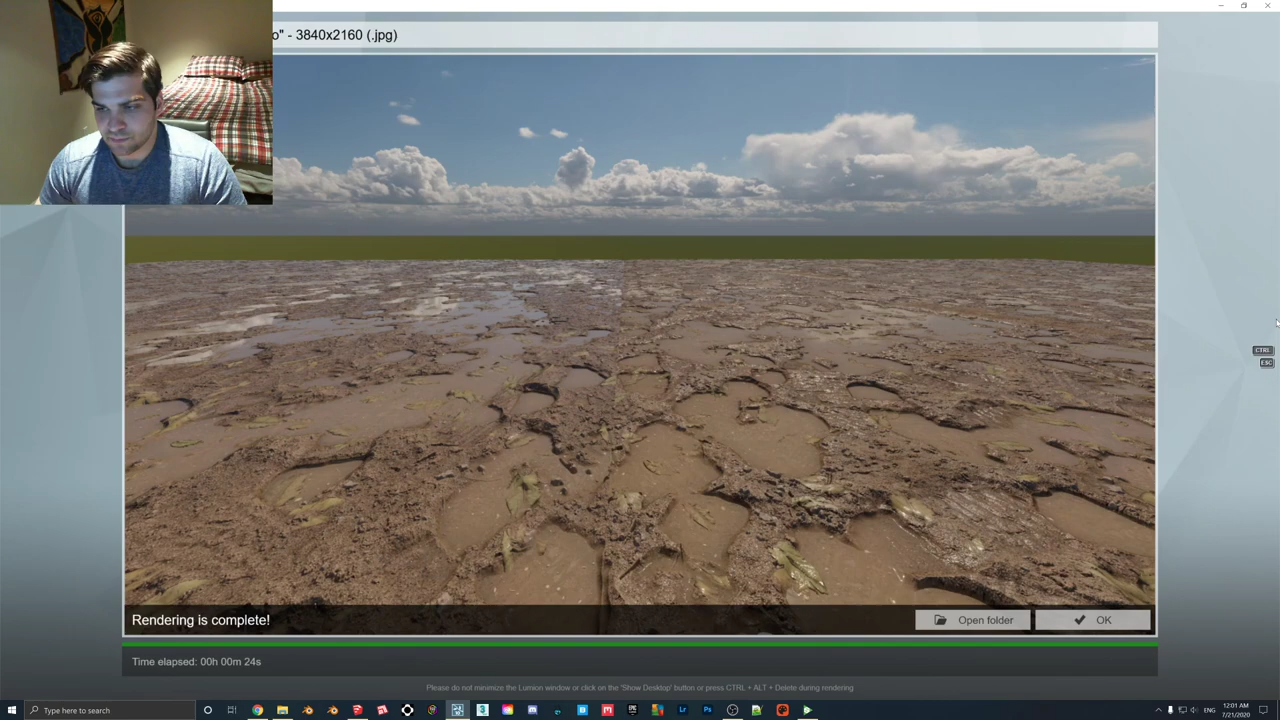 o" - 3840x2160 (.jpg)
CTRL
ESC
Rendering is complete!
Open folder
OK
Time elapsed: 00h 00m 24s
Please do not minimize the Lumion window or click on the 'Show Desktop' button or press CTRL + ALT + Delete during rendering
Type here to search
ENG
12:01 AM
7/21/2020